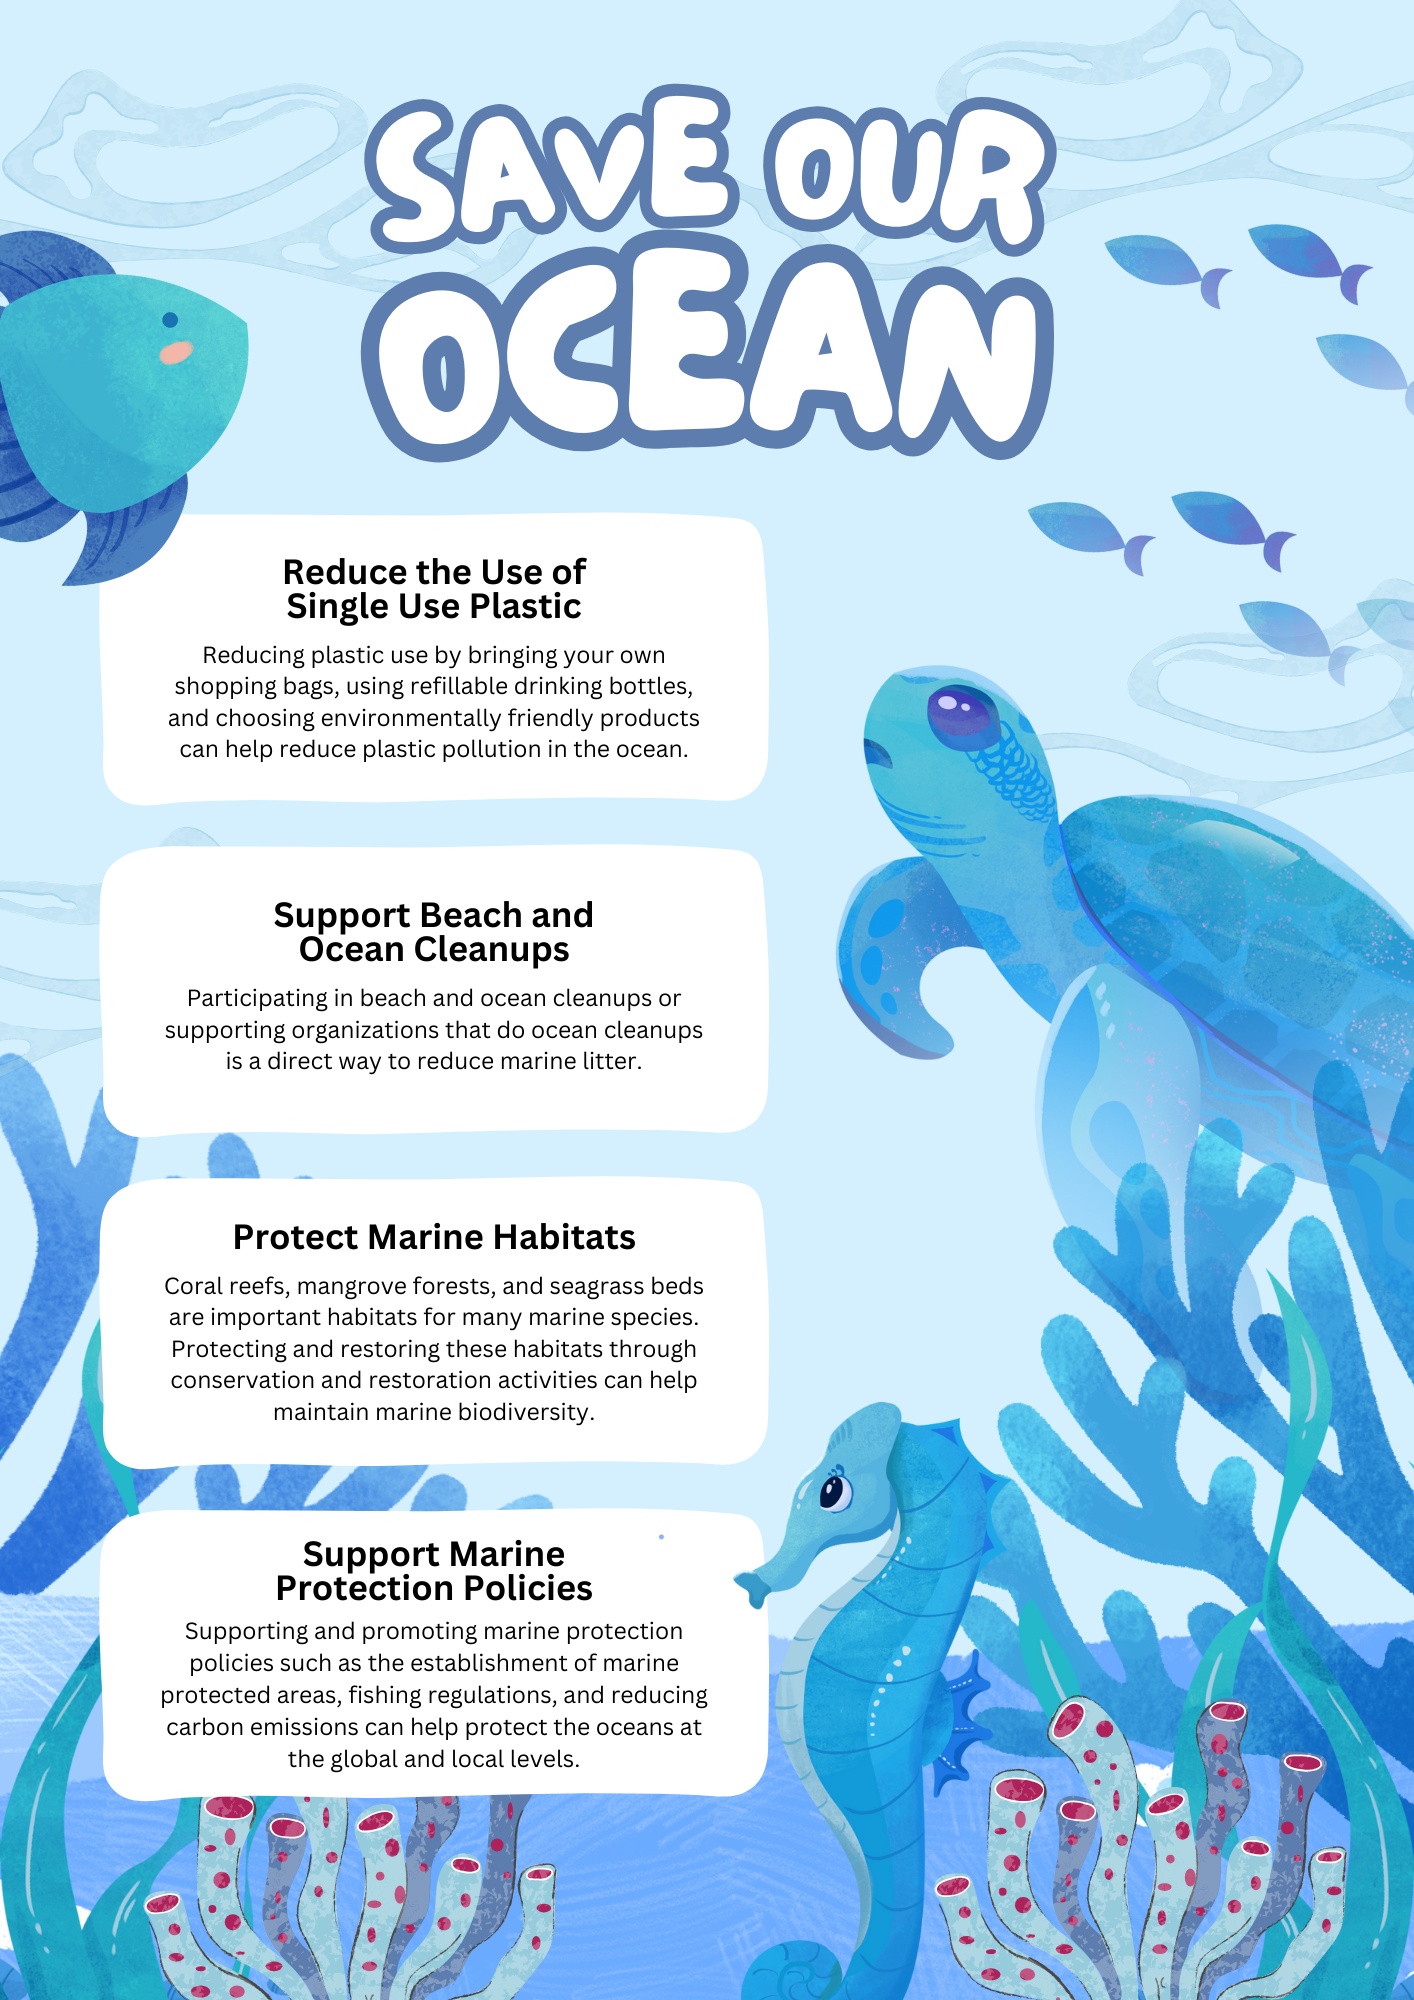 SAVE OUR
OCEAN
Reduce the Use of
Single Use Plastic
Reducing plastic use by bringing your own
shopping bags, using refillable drinking bottles,
and choosing environmentally friendly products
can help reduce plastic pollution in the ocean.
Support Beach and
Ocean Cleanups
Participating in beach and ocean cleanups or
supporting organizations that do ocean cleanups
is a direct way to reduce marine litter.
Protect Marine Habitats
Coral reefs, mangrove forests, and seagrass beds
are important habitats for many marine species.
Protecting and restoring these habitats through
conservation and restoration activities can help
maintain marine biodiversity.
Support Marine
Protection Policies
Supporting and promoting marine protection
policies such as the establishment of marine
protected areas, fishing regulations, and reducing
carbon emissions can help protect the oceans at
the global and local levels.